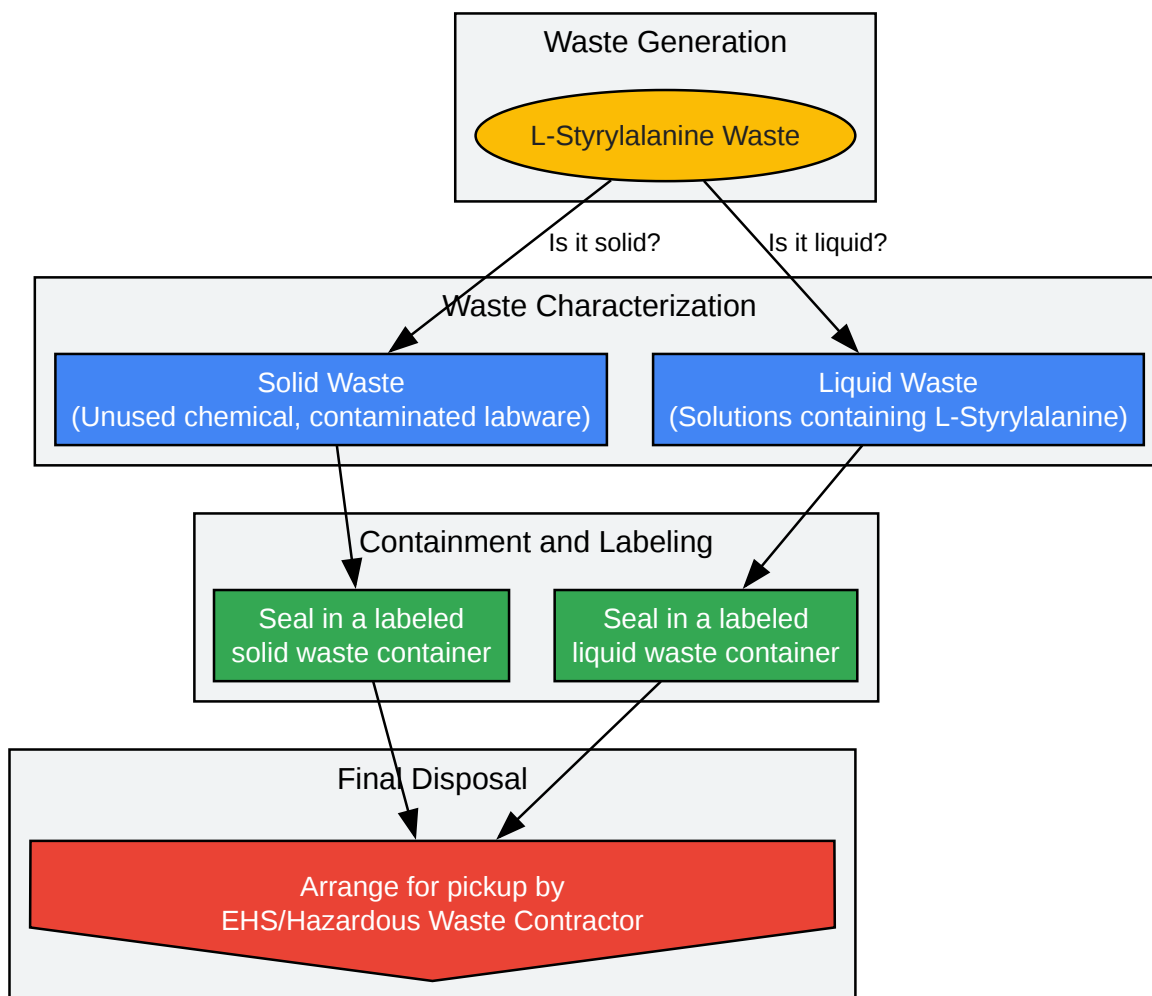 Waste Generation
L-Styrylalanine Waste
Is it solid?
Is it liquid?
Waste Characterization
Solid Waste
(Unused chemical, contaminated labware)
Liquid Waste
(Solutions containing L-Styrylalanine)
Containment and Labeling
Seal in a labeled
solid waste container
Seal in a labeled
liquid waste container
Final Disposal
Arrange for pickup by
EHS/Hazardous Waste Contractor